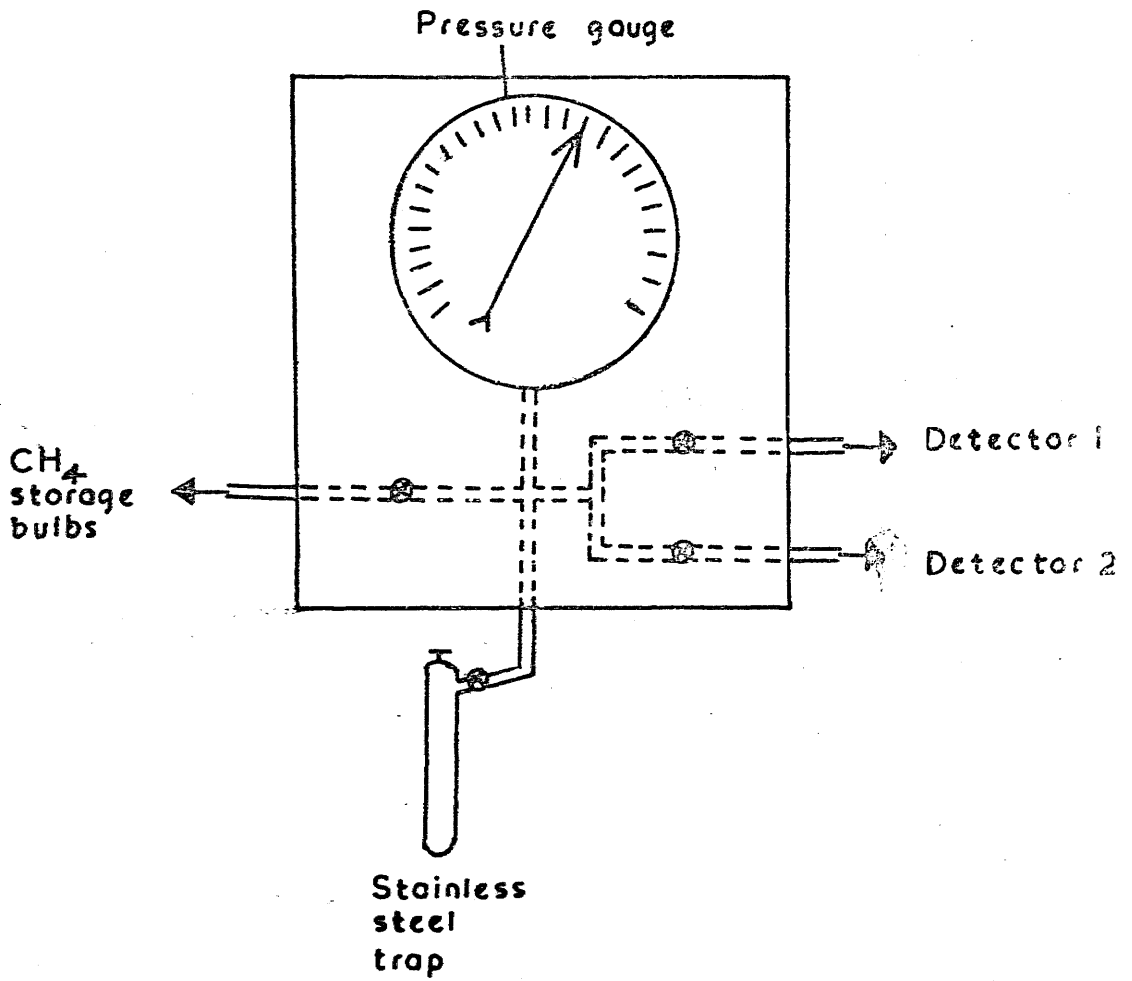 Pressure gauge
CH4
storage
bulbs
Detector 1
Detector 2
Stainless
steel
trap